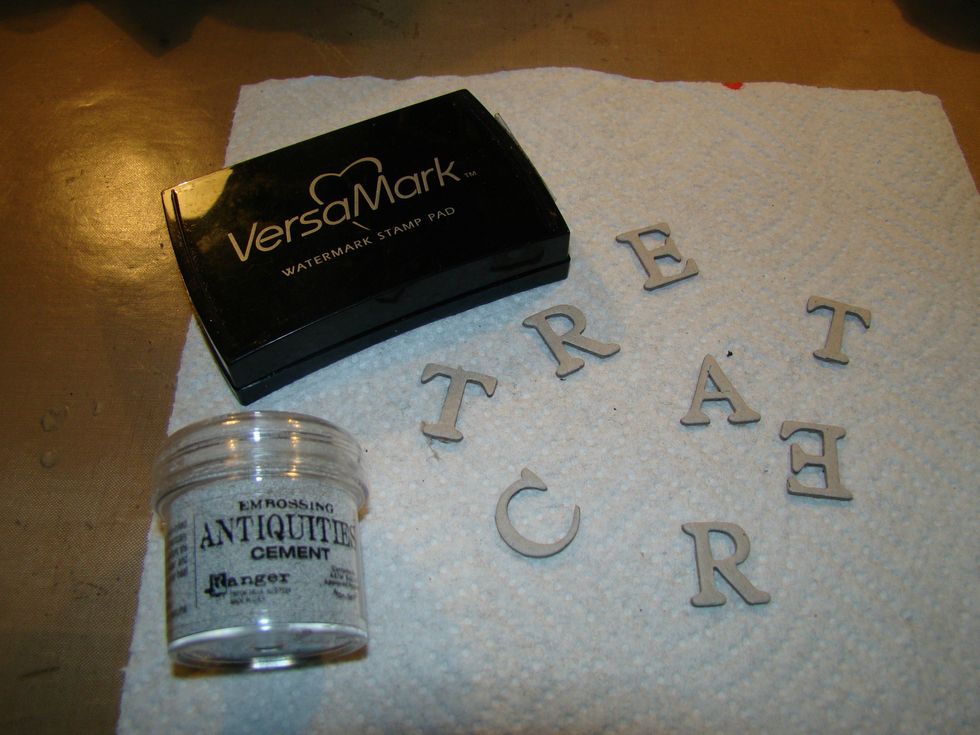 VersaMark™
WATERMARK STAMP PAD
E
T
R
T
A
E
C
R
EMBOSSING
ANTIQUITIES
CEMENT
Ranger